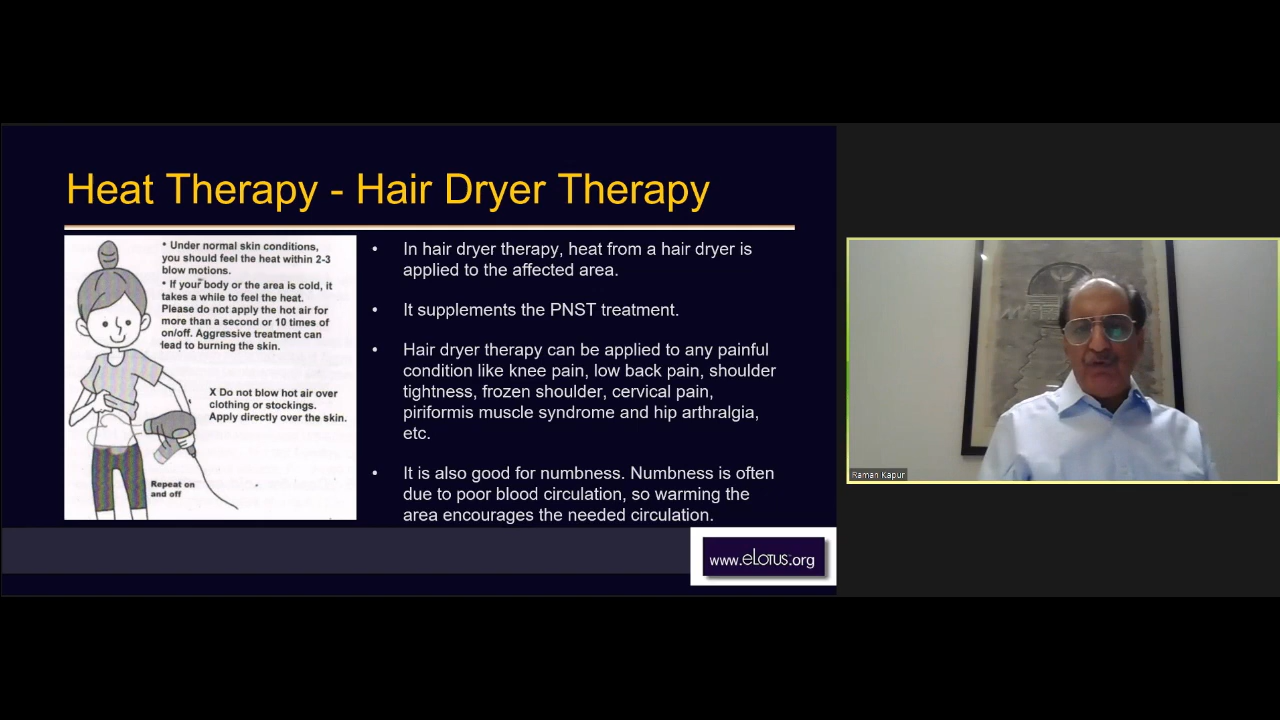 Heat Therapy - Hair Dryer Therapy
• Under normal skin conditions,
you should feel the heat within 2-3
blow motions.
• If your body or the area is cold, it
takes a while to feel the heat.
Please do not apply the hot air for
more than a second or 10 times of
on/off. Aggressive treatment can
lead to burning the skin.
X Do not blow hot air over
clothing or stockings.
Apply directly over the skin.
Repeat on
and off
• In hair dryer therapy, heat from a hair dryer is
applied to the affected area.
• It supplements the PNST treatment.
• Hair dryer therapy can be applied to any painful
condition like knee pain, low back pain, shoulder
tightness, frozen shoulder, cervical pain,
piriformis muscle syndrome and hip arthralgia,
etc.
• It is also good for numbness. Numbness is often
due to poor blood circulation, so warming the
area encourages the needed circulation.
www.eLotus.org
Raman Kapur